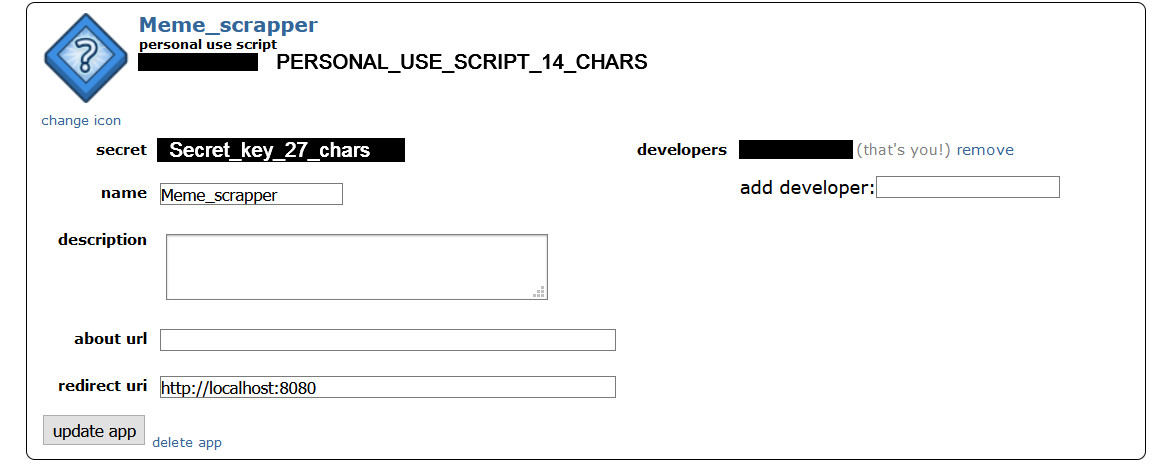 Meme_scrapper
personal use script
PERSONAL_USE_SCRIPT_14_CHARS
change icon
secret Secret_key_27_chars
developers (that's you!) remove
name Meme_scrapper
add developer:
description
about url
redirect uri http://localhost:8080
update app delete app